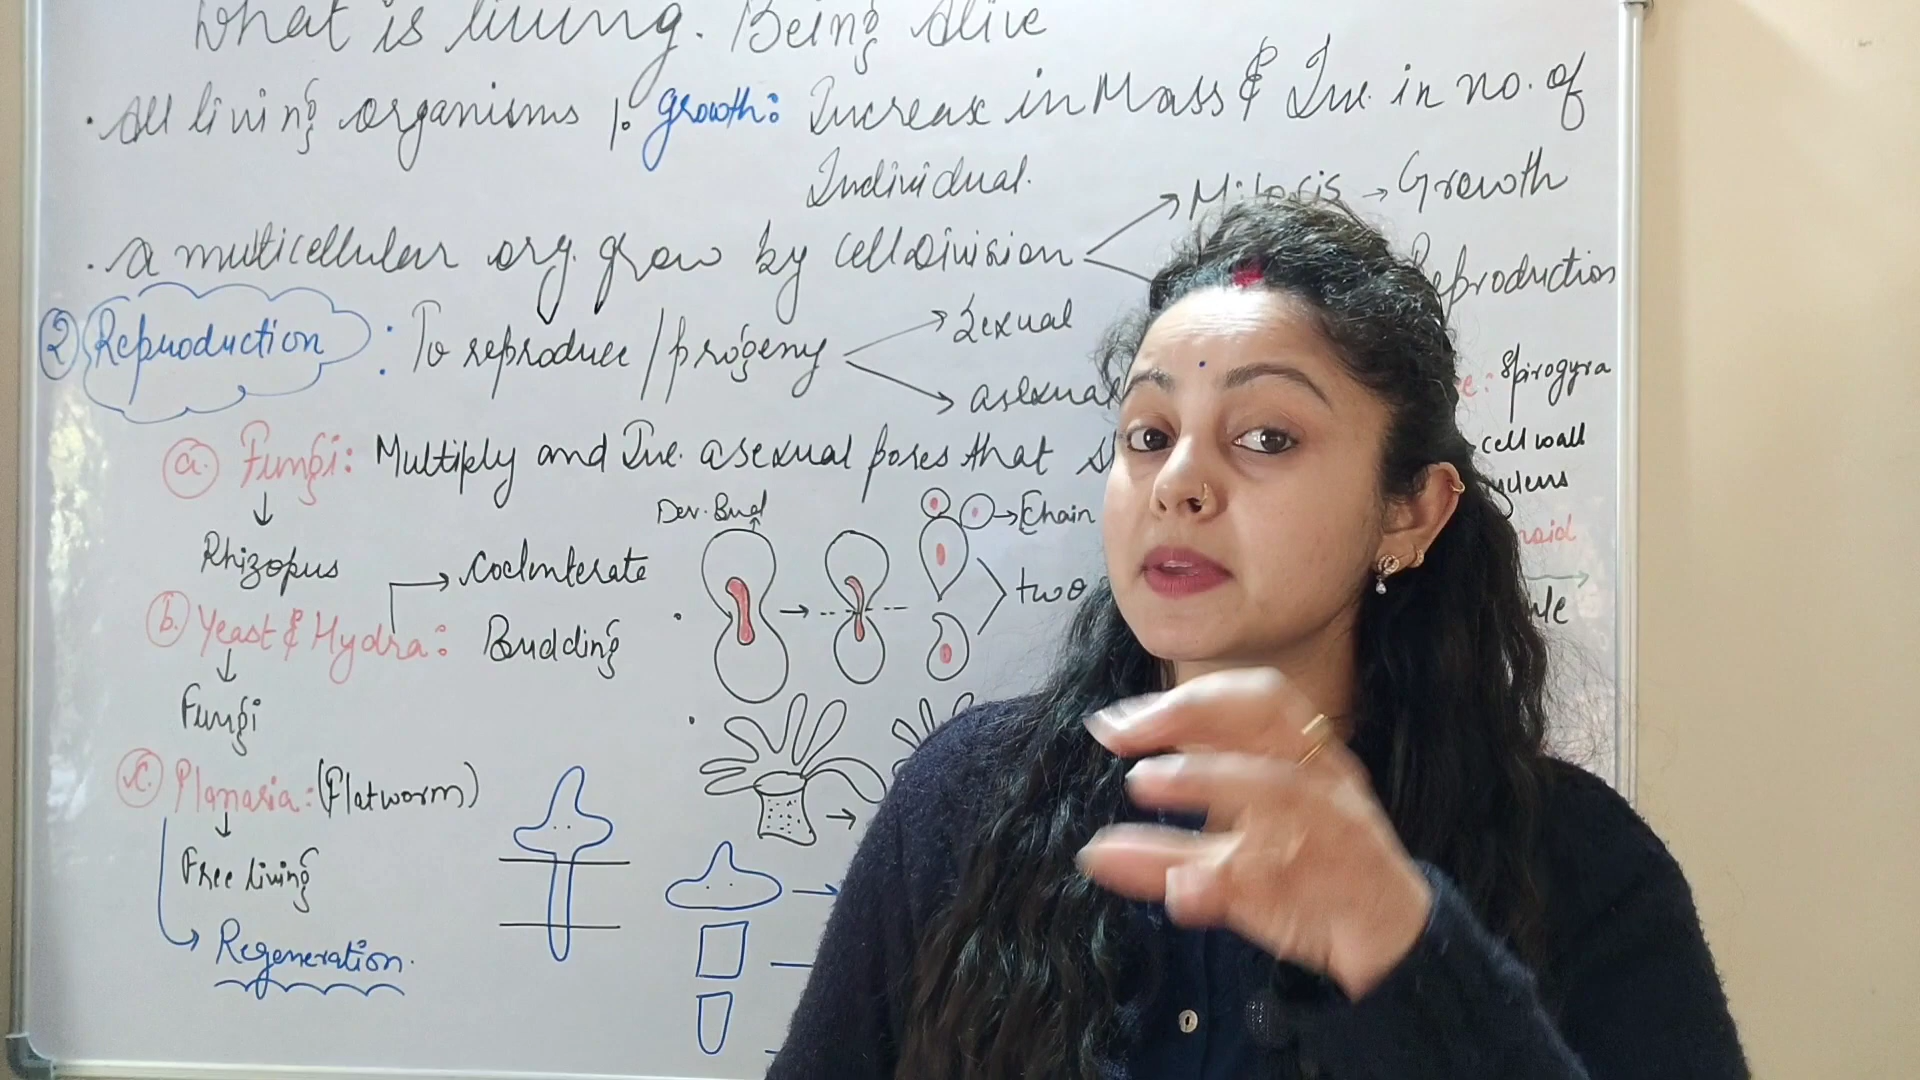 What is living. Being Alive
. All living organisms 1. Growth: Increase in Mass & Inc. in no. of
Individual.
Mitosis → Growth
. A multicellular org. grow by cell Division
Reproduction
② Reproduction : To reproduce / progeny
Sexual
asexual
Spirogyra
a. Fungi: Multiply and Inc. asexual pores that
cell wall
Dev. Bud
→ Chain
Rhizopus
Coelnterate
two
b. Yeast & Hydra: Budding
Fungi
c. Planaria: (Flatworm)
Free living
Regeneration.